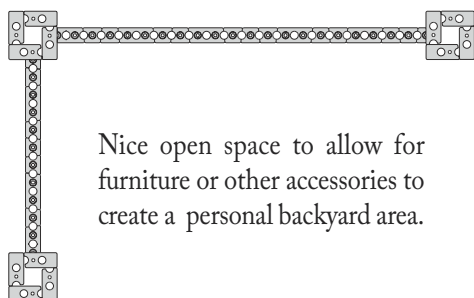 Nice open space to allow for
furniture or other accessories to
create a personal backyard area.